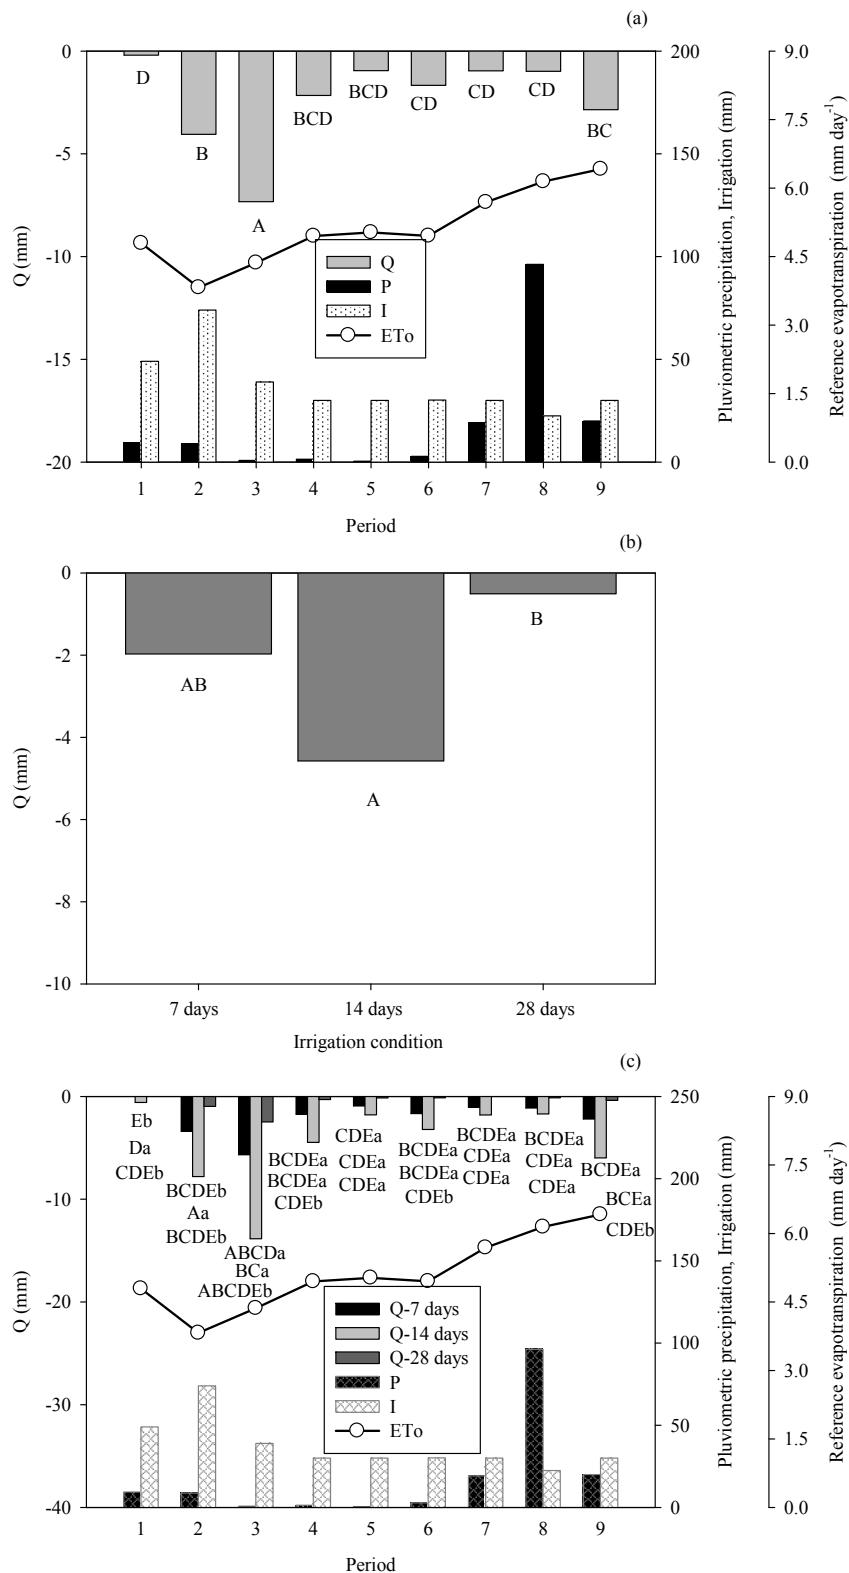 (a)
0
-5
-10
-15
-20
Q (mm)
D
B
A
BCD
BCD
CD
CD
CD
BC
Q
P
I
ETo
200
150
100
50
0
Pluviometric precipitation, Irrigation (mm)
9.0
7.5
6.0
4.5
3.0
1.5
0.0
Reference evapotranspiration (mm day-1)
1 2 3 4 5 6 7 8 9
Period
(b)
0
-2
-4
-6
-8
-10
Q (mm)
AB
A
B
7 days 14 days 28 days
Irrigation condition
(c)
0
-10
-20
-30
-40
Q (mm)
Eb
Da
CDEb
BCDEb
Aa
BCDEb
ABCDa
BCa
ABCDEb
BCDEa
BCDEa
CDEb
CDEa
CDEa
CDEa
BCDEa
BCDEa
CDEb
BCDEa
CDEa
CDEa
BCDEa
CDEa
CDEa
BCDEa
BCEa
CDEb
Q-7 days
Q-14 days
Q-28 days
P
I
ETo
250
200
150
100
50
0
Pluviometric precipitation, Irrigation (mm)
9.0
7.5
6.0
4.5
3.0
1.5
0.0
Reference evapotranspiration (mm day-1)
1 2 3 4 5 6 7 8 9
Period